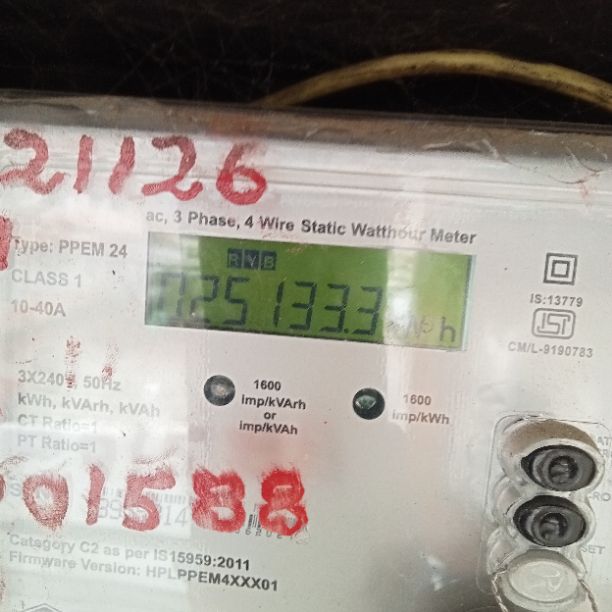 21126
ac, 3 Phase, 4 Wire Static Watthour Meter
Type: PPEM 24
CLASS 1
10-40A
R Y B
025133.3
h
IS:13779
ISI
CM/L-9190783
3X240V, 50Hz
kWh, kVArh, kVAh
CT Ratio=1
PT Ratio=1
1600
imp/kVArh
or
imp/kVAh
1600
imp/kWh
001588
Category C2 as per IS15959:2011
Firmware Version: HPLPPEM4XXX01